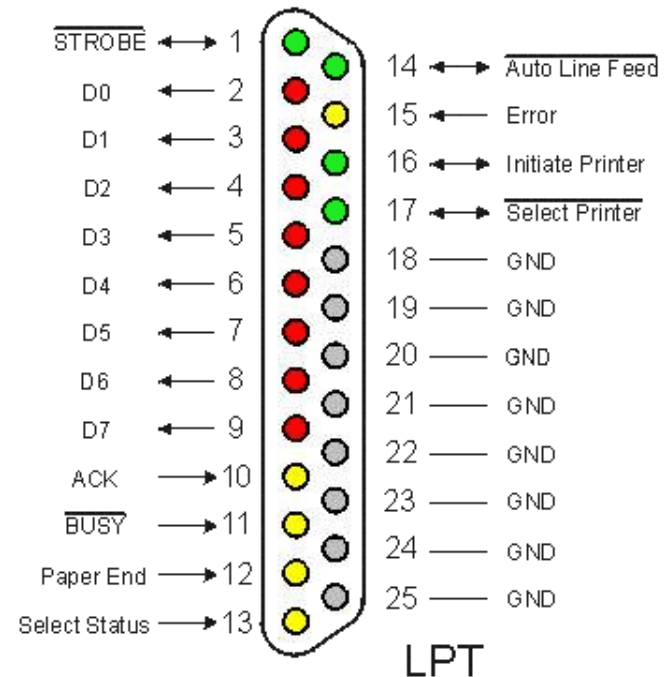 STROBE 1
D0 2
D1 3
D2 4
D3 5
D4 6
D5 7
D6 8
D7 9
ACK 10
BUSY 11
Paper End 12
Select Status 13
14 Auto Line Feed
15 Error
16 Initiate Printer
17 Select Printer
18 GND
19 GND
20 GND
21 GND
22 GND
23 GND
24 GND
25 GND
LPT